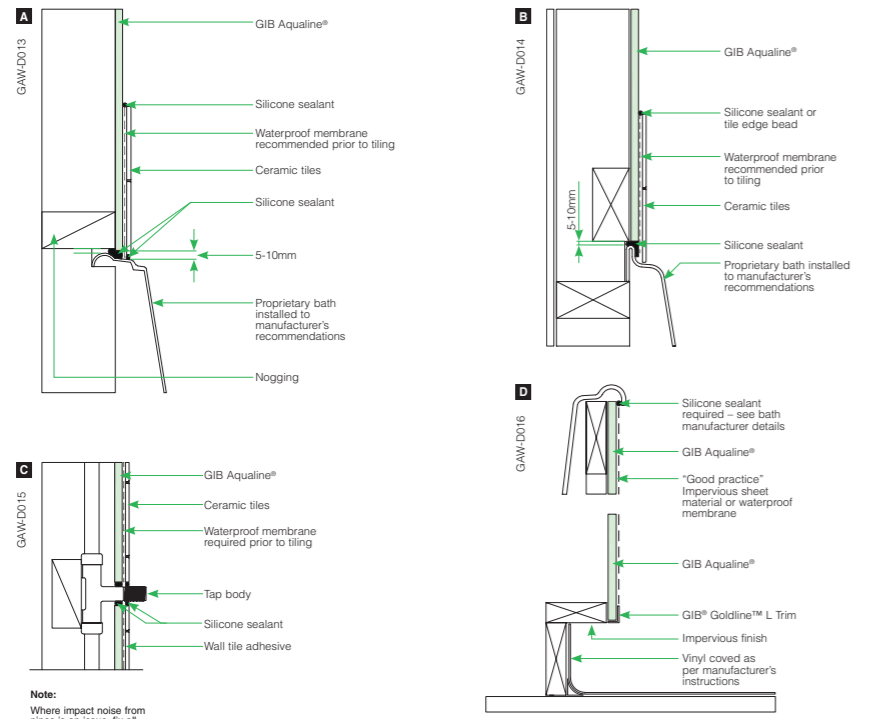 A
GAW-D013
GIB Aqualine®
Silicone sealant
Waterproof membrane
recommended prior to tiling
Ceramic tiles
Silicone sealant
5-10mm
Proprietary bath
installed to
manufacturer's
recommendations
Nogging
B
GAW-D014
GIB Aqualine®
Silicone sealant or
tile edge bead
Waterproof membrane
recommended prior
to tiling
Ceramic tiles
5-10mm
Silicone sealant
Proprietary bath installed
to manufacturer's
recommendations
C
GAW-D015
GIB Aqualine®
Ceramic tiles
Waterproof membrane
required prior to tiling
Tap body
Silicone sealant
Wall tile adhesive
Note:
Where impact noise from
D
GAW-D016
Silicone sealant
required – see bath
manufacturer details
GIB Aqualine®
“Good practice”
Impervious sheet
material or waterproof
membrane
GIB Aqualine®
GIB® Goldline™ L Trim
Impervious finish
Vinyl coved as
per manufacturer's
instructions